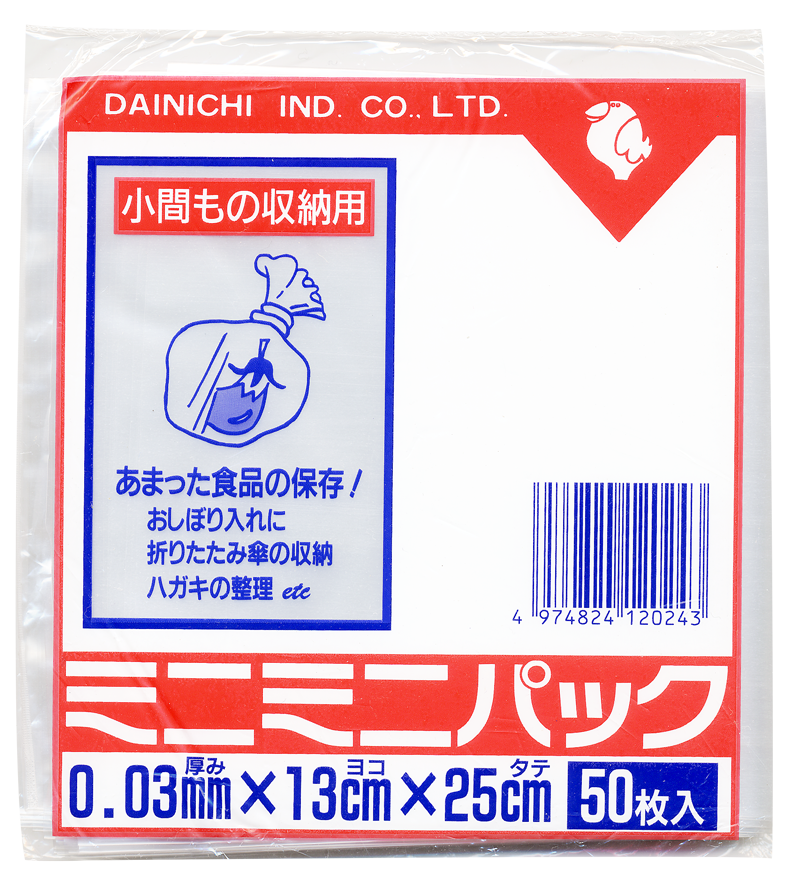 DAINICHI IND. CO., LTD.
小間もの収納用
あまった食品の保存!
おしぼり入れに
折りたたみ傘の収納
ハガキの整理 etc
4 974824 120243
ミニミニパック
厚み ヨコ タテ
0.03mm×13cm×25cm 50枚入